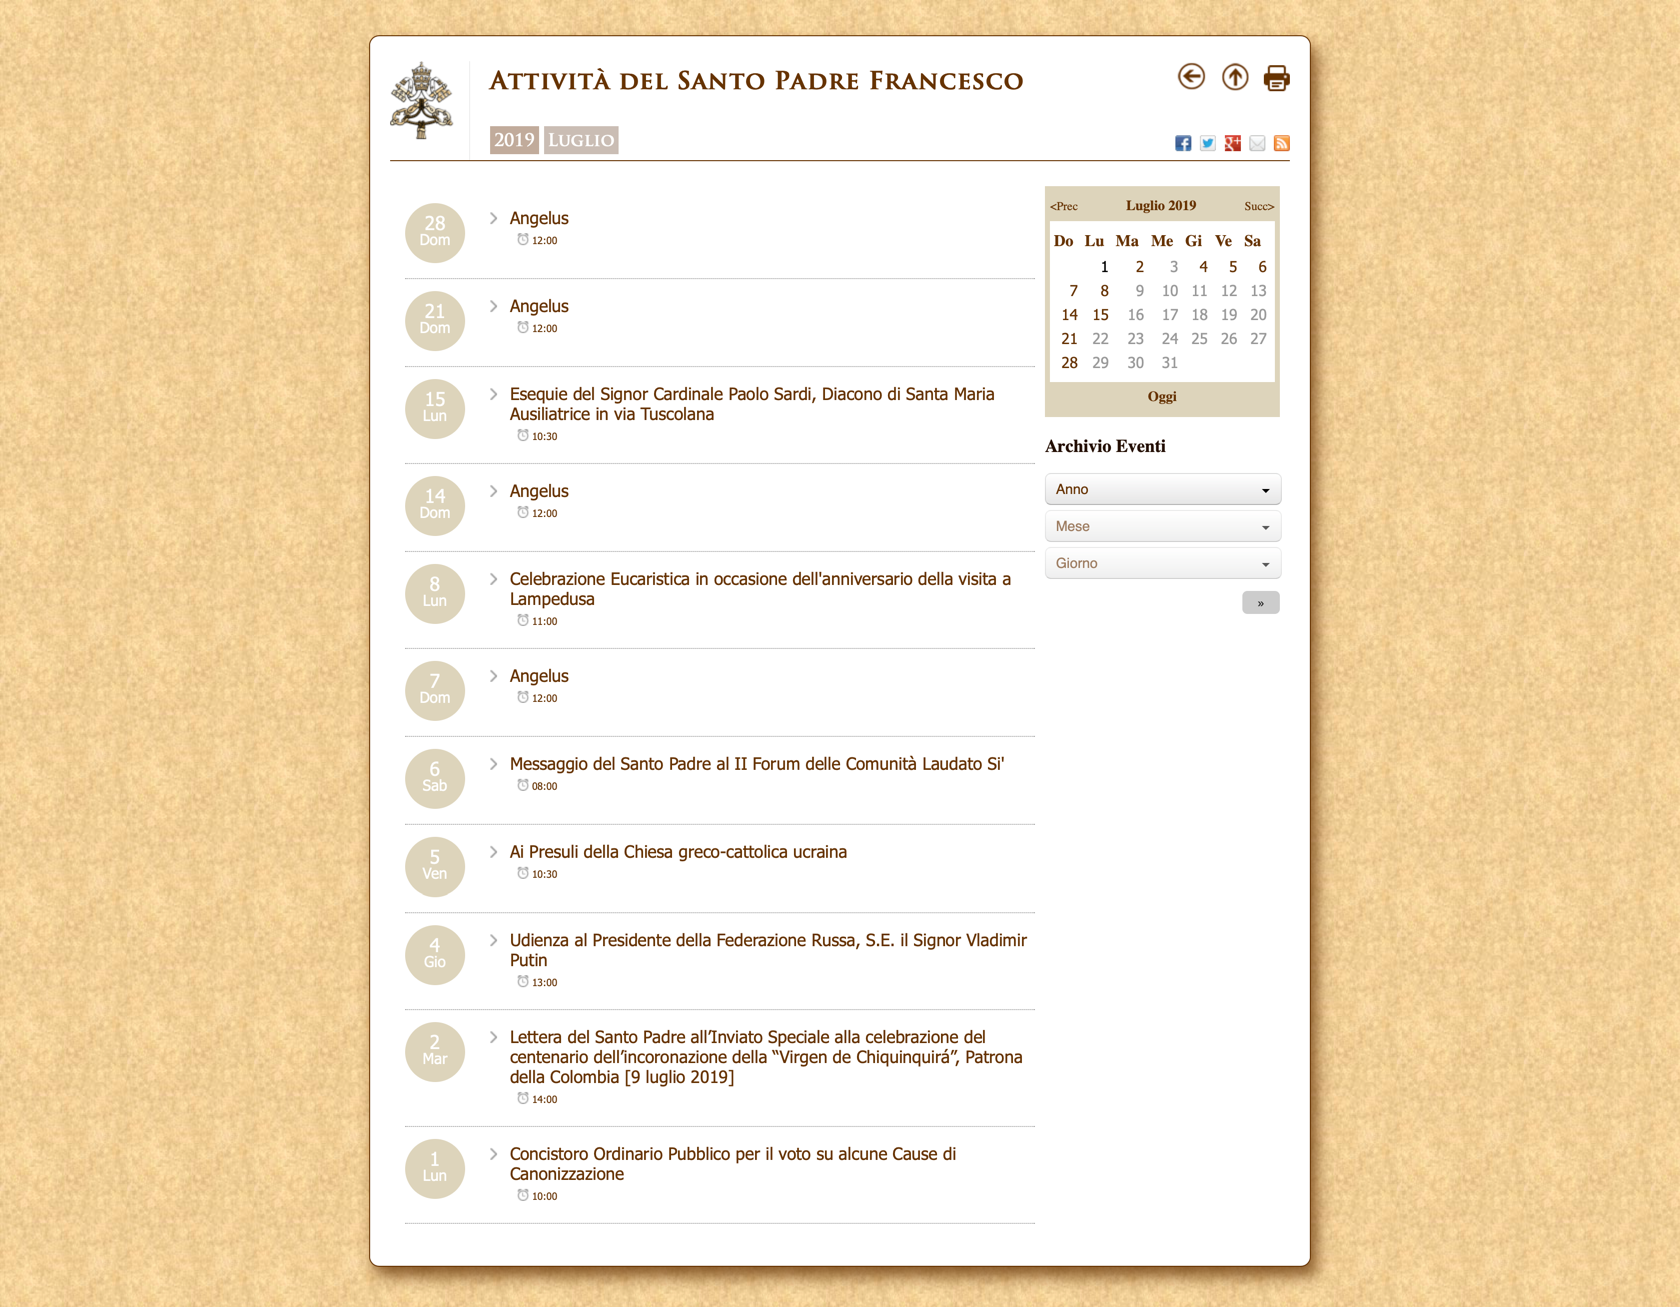 Attività del Santo Padre Francesco
2019 Luglio
28
Dom
Angelus
12:00
21
Dom
Angelus
12:00
15
Lun
Esequie del Signor Cardinale Paolo Sardi, Diacono di Santa Maria
Ausiliatrice in via Tuscolana
10:30
14
Dom
Angelus
12:00
8
Lun
Celebrazione Eucaristica in occasione dell'anniversario della visita a
Lampedusa
11:00
7
Dom
Angelus
12:00
6
Sab
Messaggio del Santo Padre al II Forum delle Comunità Laudato Si'
08:00
5
Ven
Ai Presuli della Chiesa greco-cattolica ucraina
10:30
4
Gio
Udienza al Presidente della Federazione Russa, S.E. il Signor Vladimir
Putin
13:00
2
Mar
Lettera del Santo Padre all’Inviato Speciale alla celebrazione del
centenario dell’incoronazione della “Virgen de Chiquinquirá”, Patrona
della Colombia [9 luglio 2019]
14:00
1
Lun
Concistoro Ordinario Pubblico per il voto su alcune Cause di
Canonizzazione
10:00
<Prec Luglio 2019 Succ>
Do Lu Ma Me Gi Ve Sa
1 2 3 4 5 6
7 8 9 10 11 12 13
14 15 16 17 18 19 20
21 22 23 24 25 26 27
28 29 30 31
Oggi
Archivio Eventi
Anno
Mese
Giorno
»